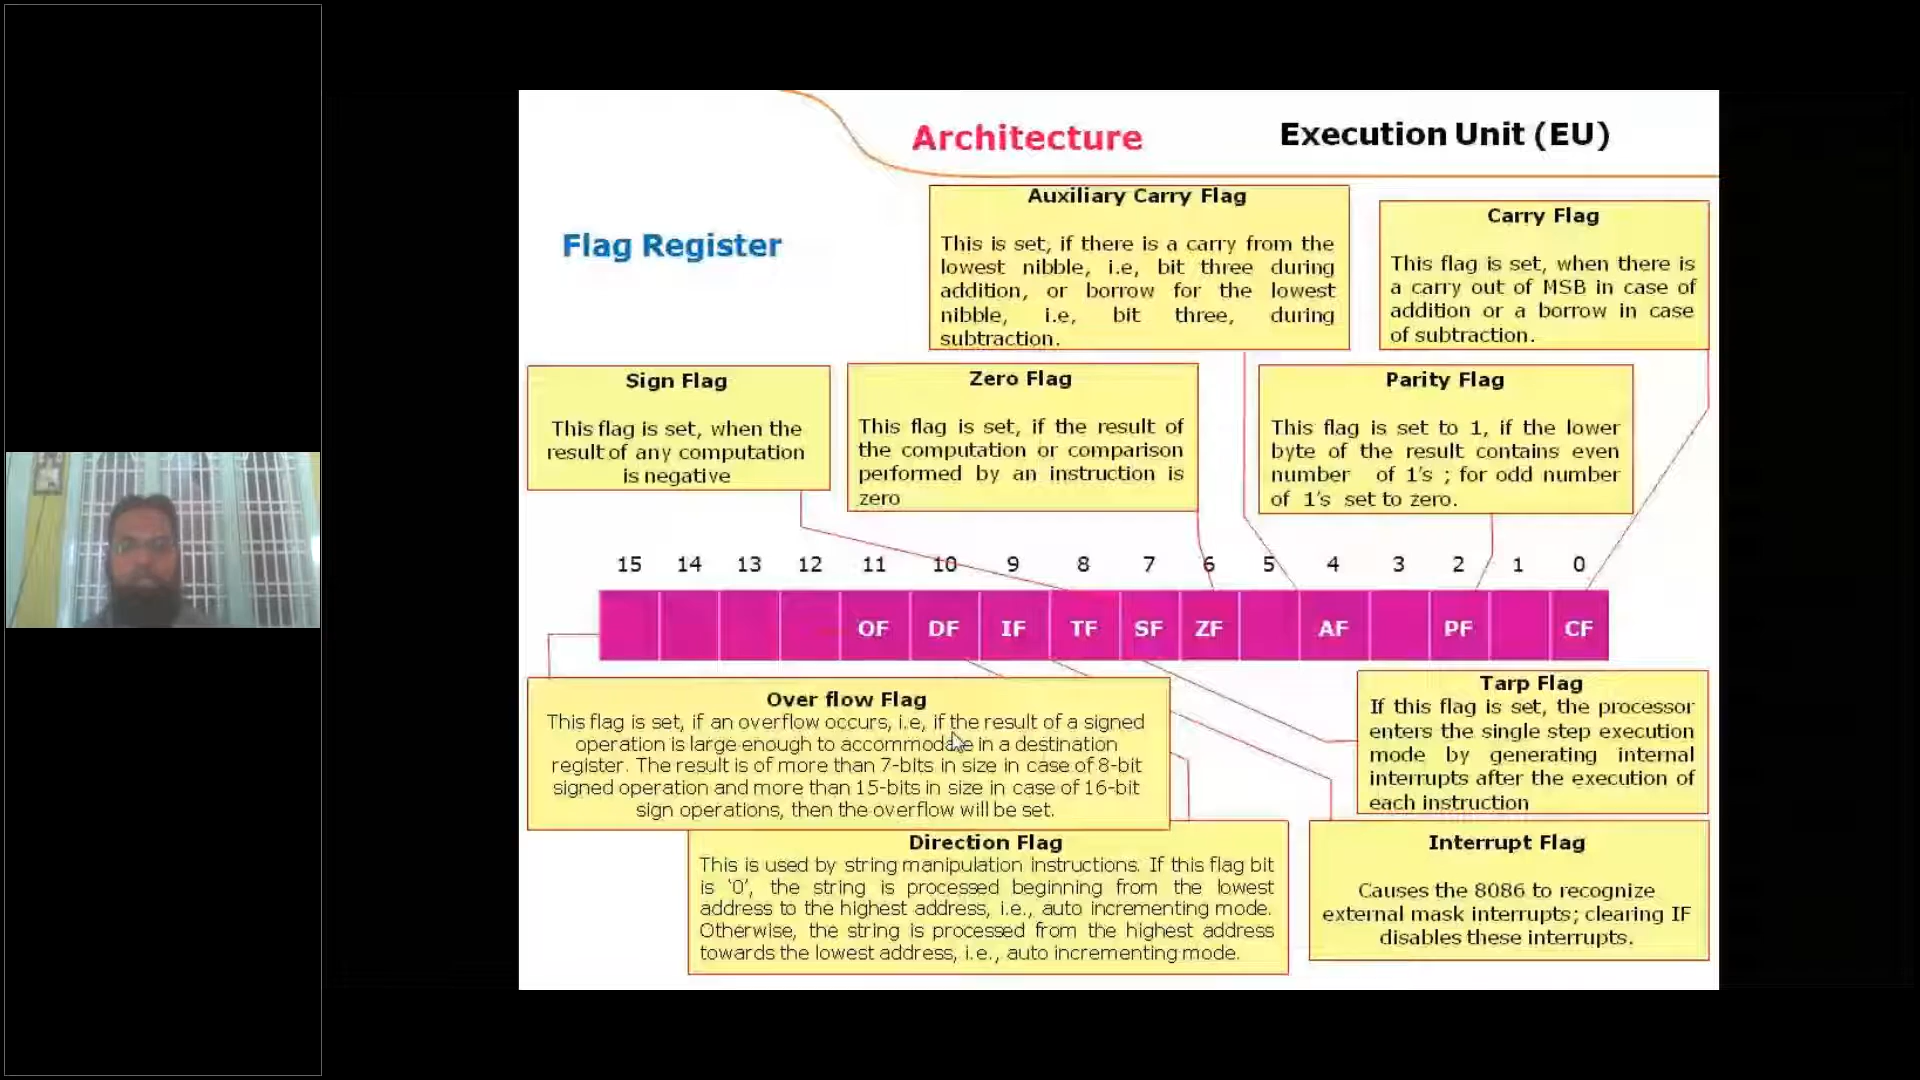 Architecture
Execution Unit (EU)
Flag Register
Auxiliary Carry Flag
This is set, if there is a carry from the
lowest nibble, i.e, bit three during
addition, or borrow for the lowest
nibble, i.e, bit three, during
subtraction.
Carry Flag
This flag is set, when there is
a carry out of MSB in case of
addition or a borrow in case
of subtraction.
Sign Flag
This flag is set, when the
result of any computation
is negative
Zero Flag
This flag is set, if the result of
the computation or comparison
performed by an instruction is
zero
Parity Flag
This flag is set to 1, if the lower
byte of the result contains even
number of 1’s ; for odd number
of 1’s set to zero.
15 14 13 12 11 10 9 8 7 6 5 4 3 2 1 0
OF DF IF TF SF ZF AF PF CF
Over flow Flag
This flag is set, if an overflow occurs, i.e, if the result of a signed
operation is large enough to accommodate in a destination
register. The result is of more than 7-bits in size in case of 8-bit
signed operation and more than 15-bits in size in case of 16-bit
sign operations, then the overflow will be set.
Tarp Flag
If this flag is set, the processor
enters the single step execution
mode by generating internal
interrupts after the execution of
each instruction
Direction Flag
This is used by string manipulation instructions. If this flag bit
is ‘0’, the string is processed beginning from the lowest
address to the highest address, i.e., auto incrementing mode.
Otherwise, the string is processed from the highest address
towards the lowest address, i.e., auto incrementing mode.
Interrupt Flag
Causes the 8086 to recognize
external mask interrupts; clearing IF
disables these interrupts.